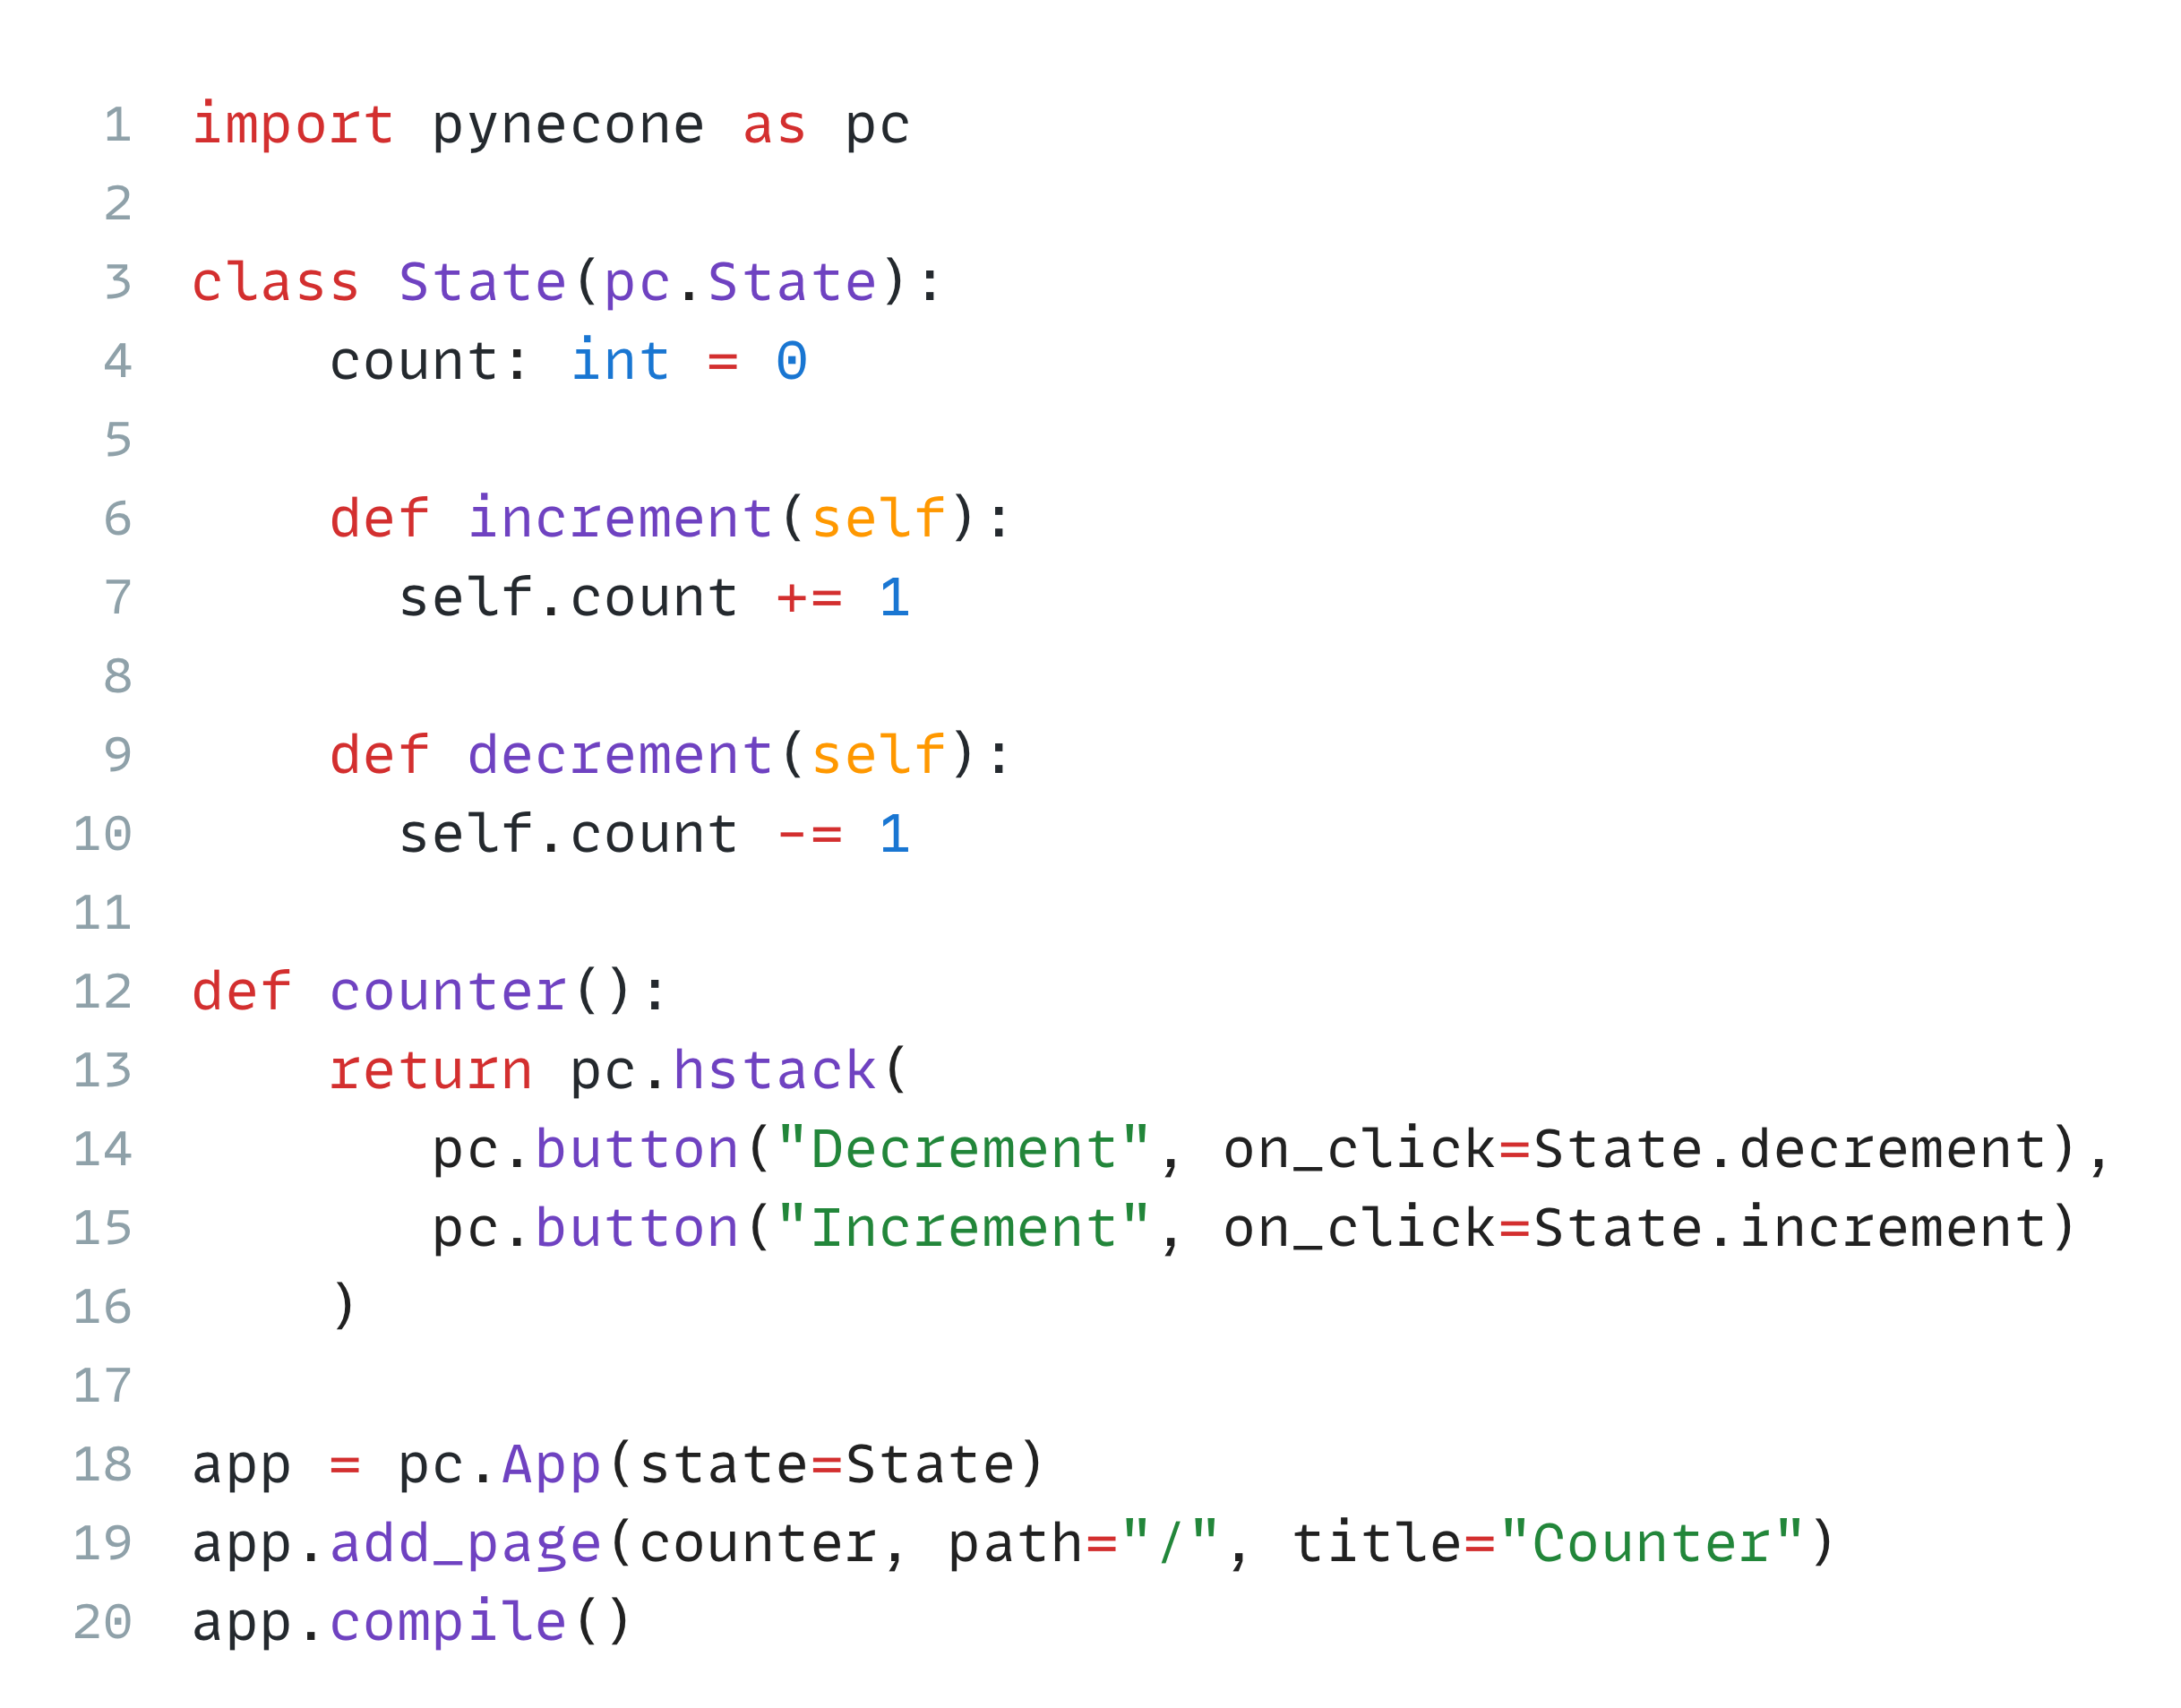 1 import pynecone as pc
2
3 class State(pc.State):
4     count: int = 0
5
6     def increment(self):
7       self.count += 1
8
9     def decrement(self):
10       self.count -= 1
11
12 def counter():
13     return pc.hstack(
14        pc.button("Decrement", on_click=State.decrement),
15        pc.button("Increment", on_click=State.increment)
16     )
17
18 app = pc.App(state=State)
19 app.add_page(counter, path="/", title="Counter")
20 app.compile()